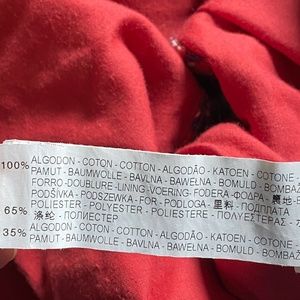 100% ALGODON - COTON - COTTON - ALGODÃO - KATOEN - COTONE
PAMUT - BAUMWOLLE - BAVLNA - BAWEŁNA - BOMULD - BOMBAŽ
FORRO - DOUBLURE - LINING - VOERING - FODERA - ФОДРА
PODŠÍVKA - PODSZEWKA - FOR - PODLOGA - 里料 - ПОДПЛАТА
65% POLIESTER - POLYESTER - POLIESTERE - ΠΟΛΥΕΣΤΕΡΑΣ
涤纶 - ПОЛИЕСТЕР
35% ALGODON - COTON - COTTON - ALGODÃO - KATOEN - COTONE
PAMUT - BAUMWOLLE - BAVLNA - BAWEŁNA - BOMULD - BOMBAŽ